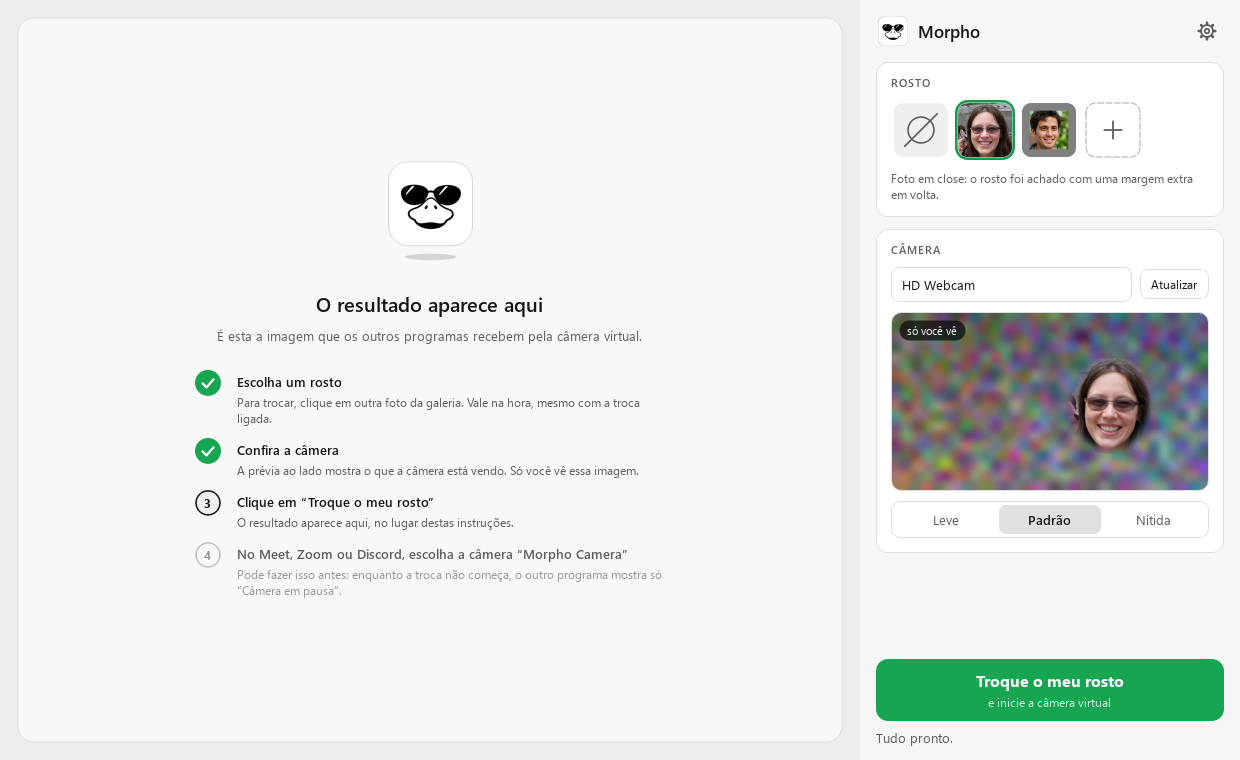 O resultado aparece aqui
É esta a imagem que os outros programas recebem pela câmera virtual.
Escolha um rosto
Para trocar, clique em outra foto da galeria. Vale na hora, mesmo com a troca
ligada.
Confira a câmera
A prévia ao lado mostra o que a câmera está vendo. Só você vê essa imagem.
3
Clique em “Troque o meu rosto”
O resultado aparece aqui, no lugar destas instruções.
4
No Meet, Zoom ou Discord, escolha a câmera “Morpho Camera”
Pode fazer isso antes: enquanto a troca não começa, o outro programa mostra só
“Câmera em pausa”.
Morpho
ROSTO
Foto em close: o rosto foi achado com uma margem extra
em volta.
CÂMERA
HD Webcam
Atualizar
só você vê
Leve
Padrão
Nítida
Troque o meu rosto
e inicie a câmera virtual
Tudo pronto.